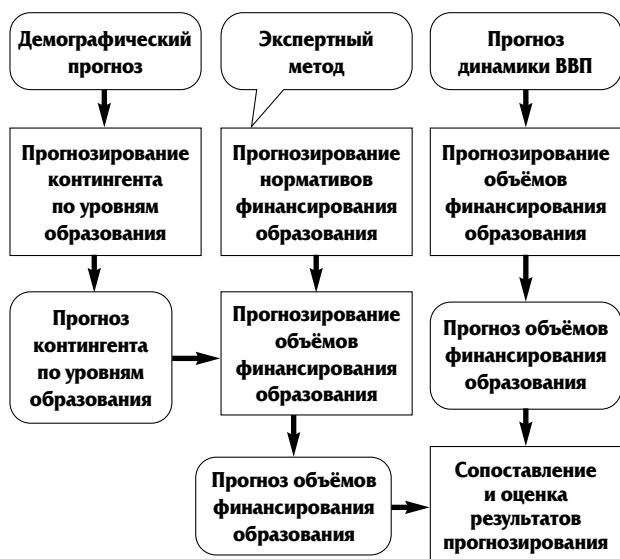 Демографический
прогноз
Экспертный
метод
Прогноз
динамики ВВП
Прогнозирование
контингента
по уровням
образования
Прогнозирование
нормативов
финансирования
образования
Прогнозирование
объёмов
финансирования
образования
Прогноз
контингента
по уровням
образования
Прогнозирование
объёмов
финансирования
образования
Прогноз объёмов
финансирования
образования
Прогноз объёмов
финансирования
образования
Сопоставление
и оценка
результатов
прогнозирования